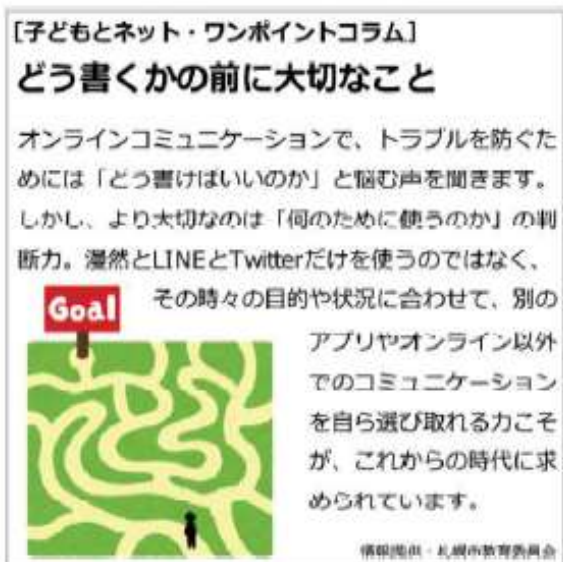 [子どもとネット・ワンポイントコラム]
どう書くかの前に大切なこと
オンラインコミュニケーションで、トラブルを防ぐた
めには「どう書けばいいのか」と悩む声を聞きます。
しかし、より大切なのは「何のために使うのか」の判
断力。漫然とLINEとTwitterだけを使うのではなく、
その時々の目的や状況に合わせて、別の
アプリやオンライン以外
でのコミュニケーション
を自ら選び取れる力こそ
が、これからの時代に求
められています。
Goal
情報提供・札幌市教育委員会